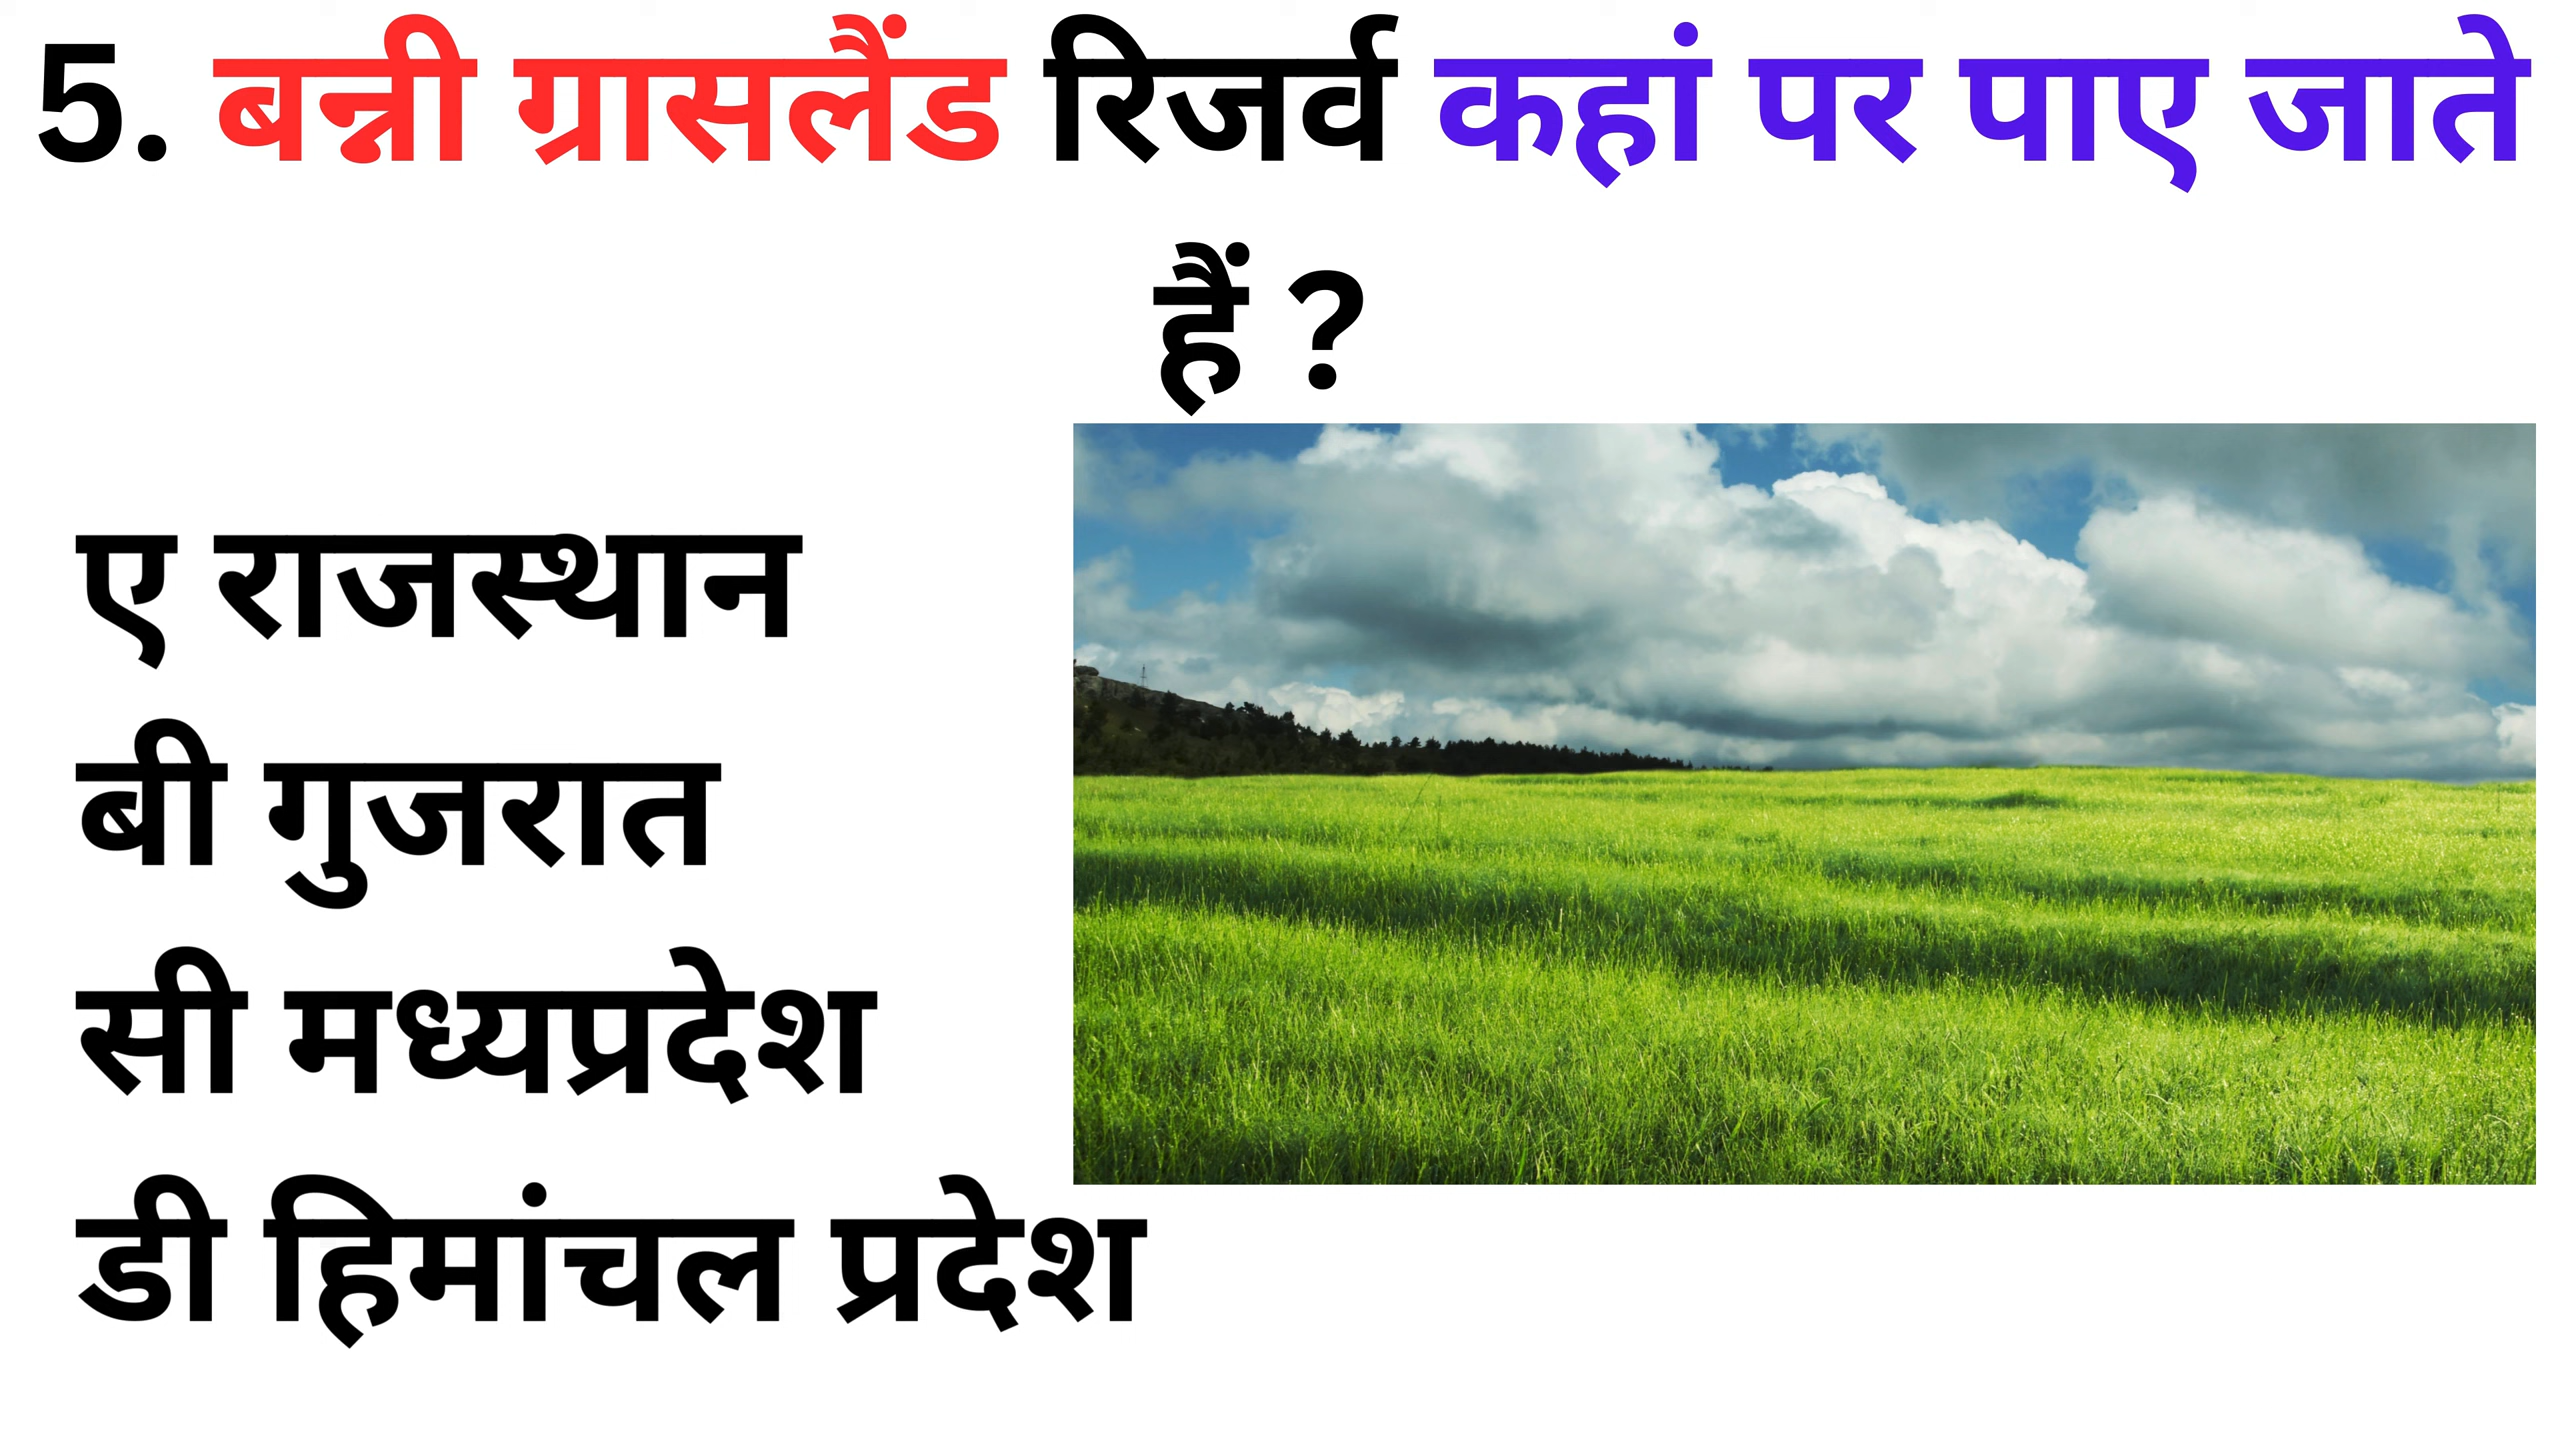 5. बन्नी ग्रासलैंड रिजर्व कहां पर पाए जाते
हैं ?
ए राजस्थान
बी गुजरात
सी मध्यप्रदेश
डी हिमांचल प्रदेश